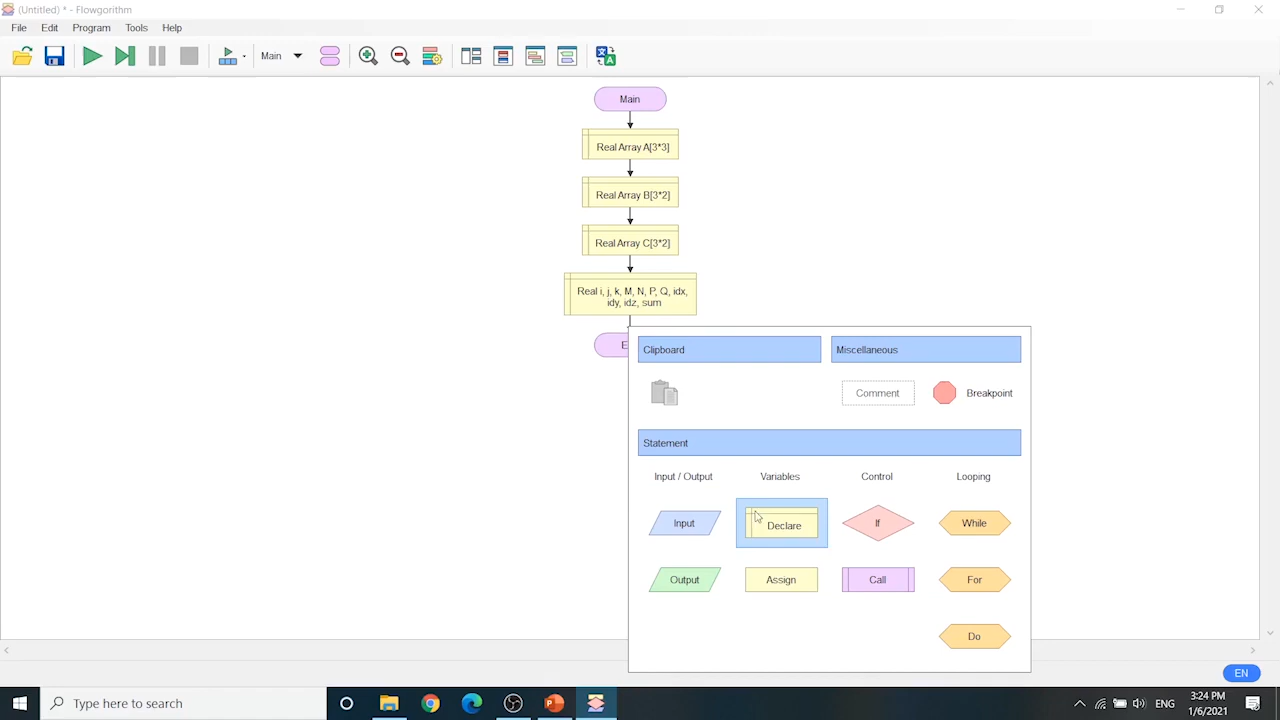 (Untitled) * - Flowgorithm
File Edit Program Tools Help
Main
Main
Real Array A[3*3]
Real Array B[3*2]
Real Array C[3*2]
Real i, j, k, M, N, P, Q, idx,
idy, idz, sum
E
Clipboard Miscellaneous
Comment Breakpoint
Statement
Input / Output Variables Control Looping
Input Declare If While
Output Assign Call For
Do
EN
Type here to search
ENG
3:24 PM
1/6/2021